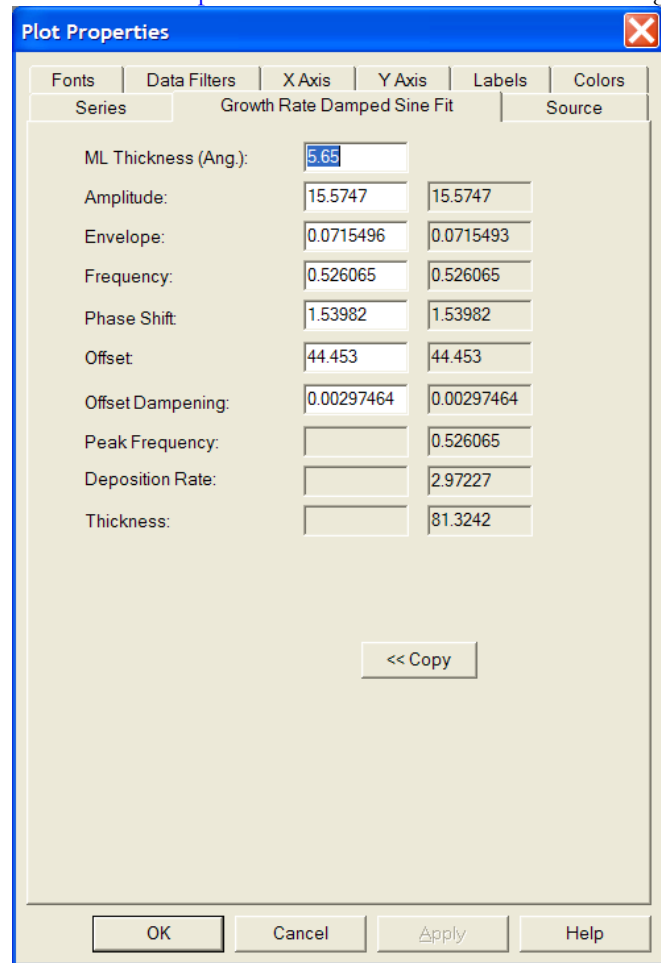 Plot Properties
Fonts Data Filters X Axis Y Axis Labels Colors
Series Growth Rate Damped Sine Fit Source
ML Thickness (Ang.): 5.65
Amplitude: 15.5747 15.5747
Envelope: 0.0715496 0.0715493
Frequency: 0.526065 0.526065
Phase Shift: 1.53982 1.53982
Offset: 44.453 44.453
Offset Dampening: 0.00297464 0.00297464
Peak Frequency: 0.526065
Deposition Rate: 2.97227
Thickness: 81.3242
<< Copy
OK Cancel Apply Help